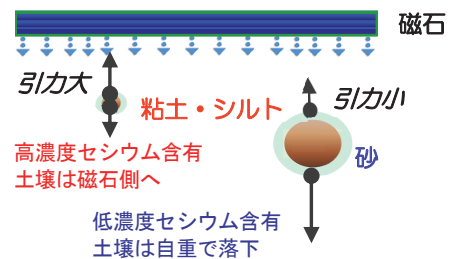 磁石
引力大
引力小
粘土・シルト
高濃度セシウム含有
土壌は磁石側へ
砂
低濃度セシウム含有
土壌は自重で落下